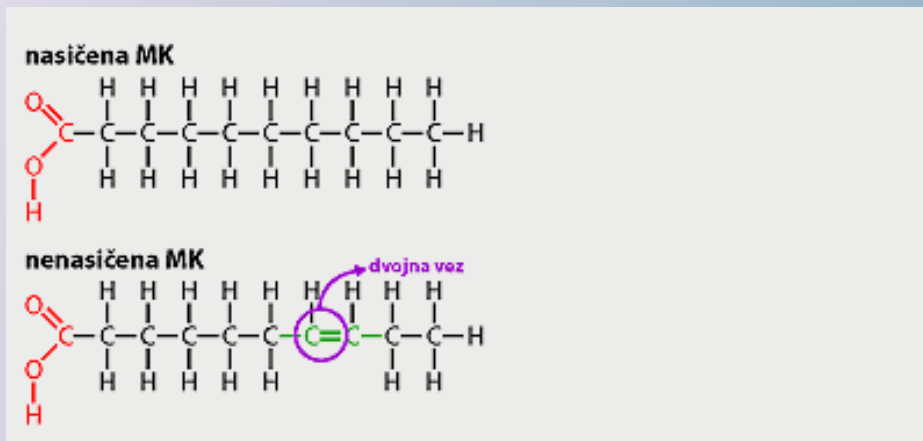 nasičena MK
H H H H H H H H H
O
C-C-C-C-C-C-C-C-C-C-H
O
H H H H H H H H H
H
nenasičena MK
dvojna vez
H H H H H H H H H
O
C-C-C-C-C-C-C=C-C-C-H
O
H H H H H H H
H